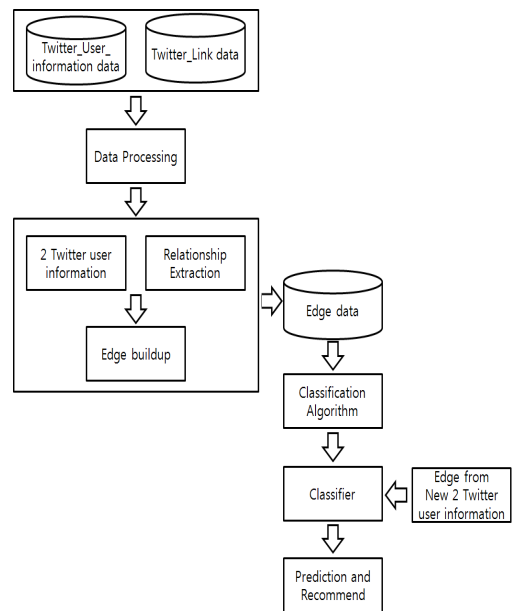 Twitter_User_
information data
Twitter_Link data
Data Processing
2 Twitter user
information
Relationship
Extraction
Edge buildup
Edge data
Classification
Algorithm
Classifier
Edge from
New 2 Twitter
user information
Prediction and
Recommend